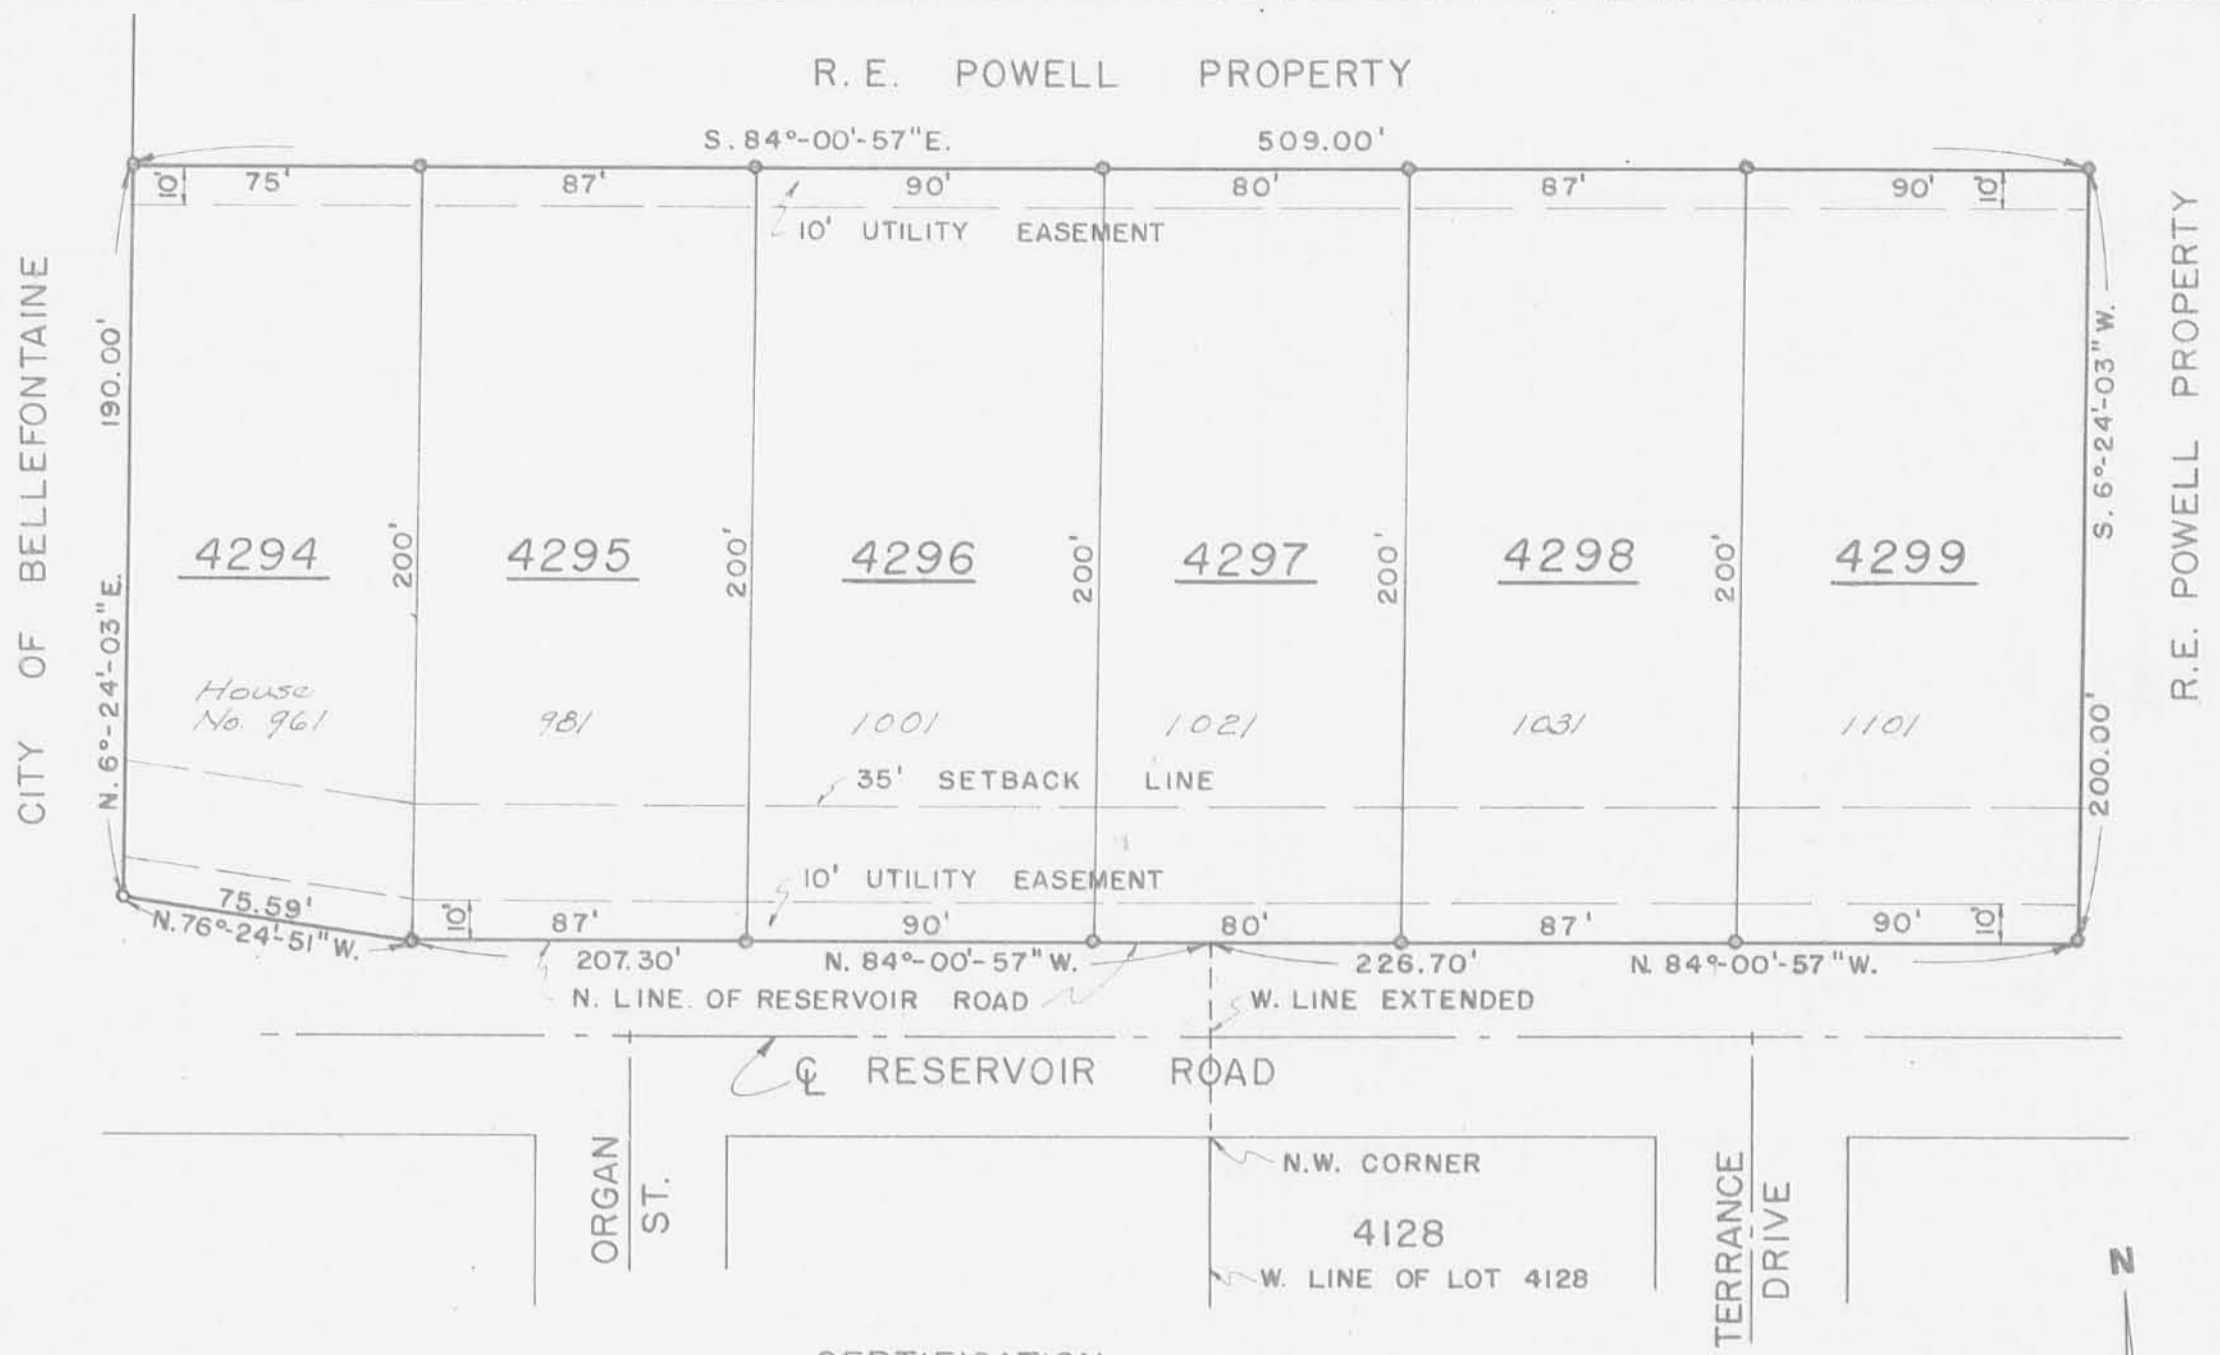 R. E. POWELL PROPERTY
S. 84°-00'-57"E. 509.00'
10' 75' 87' 90' 80' 87' 90' 10'
10' UTILITY EASEMENT
CITY OF BELLEFONTAINE
N. 6°-24'-03"E. 190.00'
200' 200' 200' 200' 200'
S. 6°-24'-03"W. 200.00'
R.E. POWELL PROPERTY
4294 4295 4296 4297 4298 4299
House
No. 961 981 1001 1021 1031 1101
35' SETBACK LINE
10' UTILITY EASEMENT
75.59' 10' 87' 90' 80' 87' 90' 10'
N. 76°-24'-51"W.
207.30' N. 84°-00'-57"W. 226.70' N. 84°-00'-57"W.
N. LINE. OF RESERVOIR ROAD W. LINE EXTENDED
℄ RESERVOIR ROAD
ORGAN
ST.
N.W. CORNER
4128
W. LINE OF LOT 4128
TERRANCE
DRIVE
N